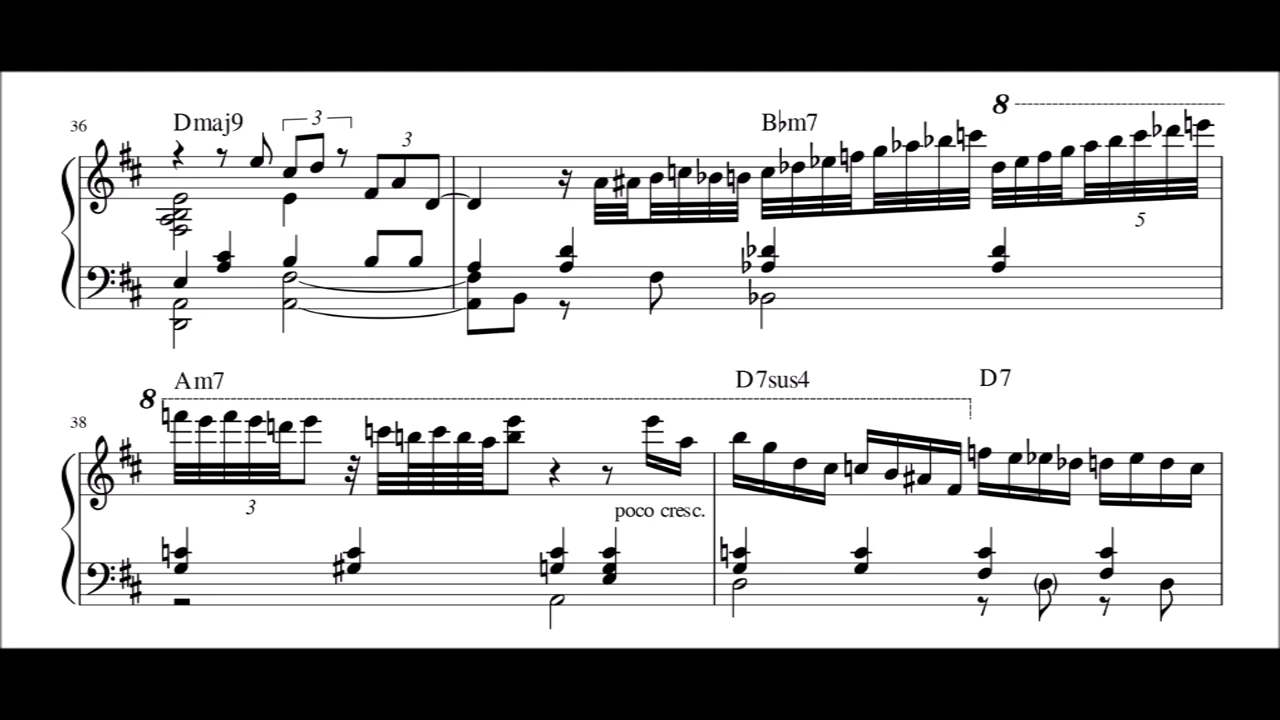 36 Dmaj9 3 3 B♭m7 8
5
38 8 Am7 D7sus4 D7
3 poco cresc.